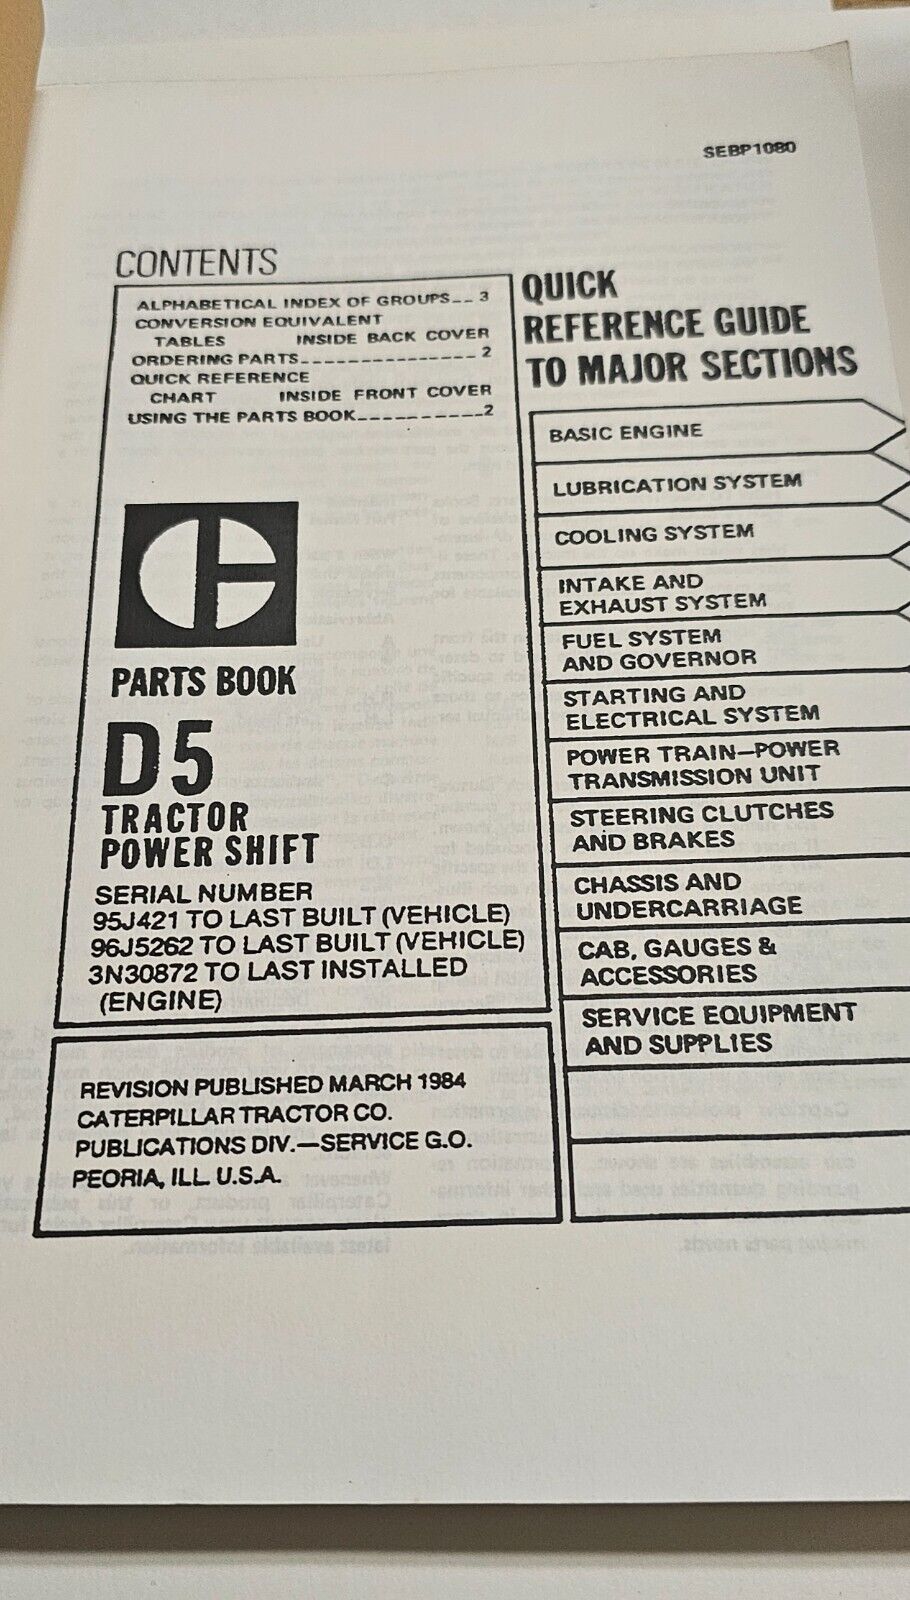 SEBP1080
CONTENTS
ALPHABETICAL INDEX OF GROUPS-- 3
CONVERSION EQUIVALENT
TABLES INSIDE BACK COVER
ORDERING PARTS--------------- 2
QUICK REFERENCE
CHART INSIDE FRONT COVER
USING THE PARTS BOOK----------2
PARTS BOOK
D5
TRACTOR
POWER SHIFT
SERIAL NUMBER
95J421 TO LAST BUILT (VEHICLE)
96J5262 TO LAST BUILT (VEHICLE)
3N30872 TO LAST INSTALLED
(ENGINE)
REVISION PUBLISHED MARCH 1984
CATERPILLAR TRACTOR CO.
PUBLICATIONS DIV.—SERVICE G.O.
PEORIA, ILL. U.S.A.
QUICK
REFERENCE GUIDE
TO MAJOR SECTIONS
BASIC ENGINE
LUBRICATION SYSTEM
COOLING SYSTEM
INTAKE AND
EXHAUST SYSTEM
FUEL SYSTEM
AND GOVERNOR
STARTING AND
ELECTRICAL SYSTEM
POWER TRAIN—POWER
TRANSMISSION UNIT
STEERING CLUTCHES
AND BRAKES
CHASSIS AND
UNDERCARRIAGE
CAB, GAUGES &
ACCESSORIES
SERVICE EQUIPMENT
AND SUPPLIES